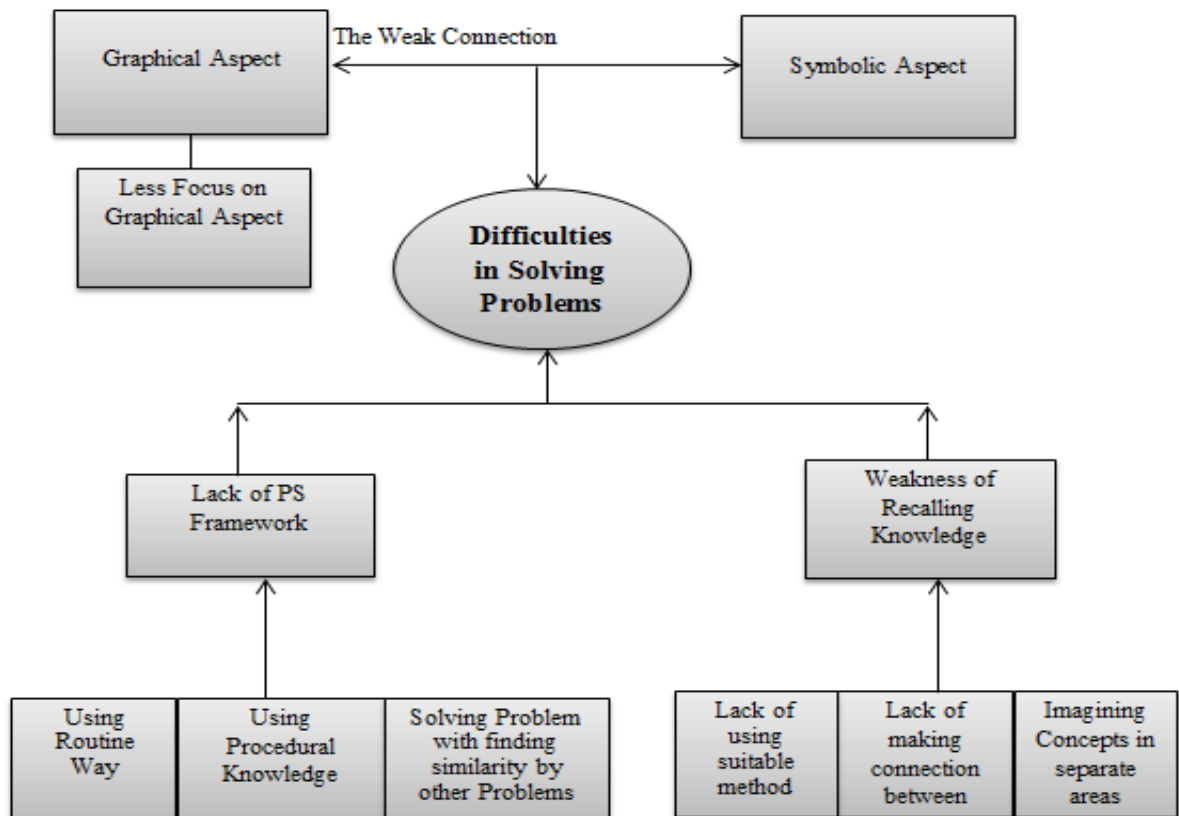 The Weak Connection
Graphical Aspect
Symbolic Aspect
Less Focus on
Graphical Aspect
Difficulties
in Solving
Problems
Lack of PS
Framework
Weakness of
Recalling
Knowledge
Using
Routine
Way
Using
Procedural
Knowledge
Solving Problem
with finding
similarity by
other Problems
Lack of
using
suitable
method
Lack of
making
connection
between
Imagining
Concepts in
separate
areas